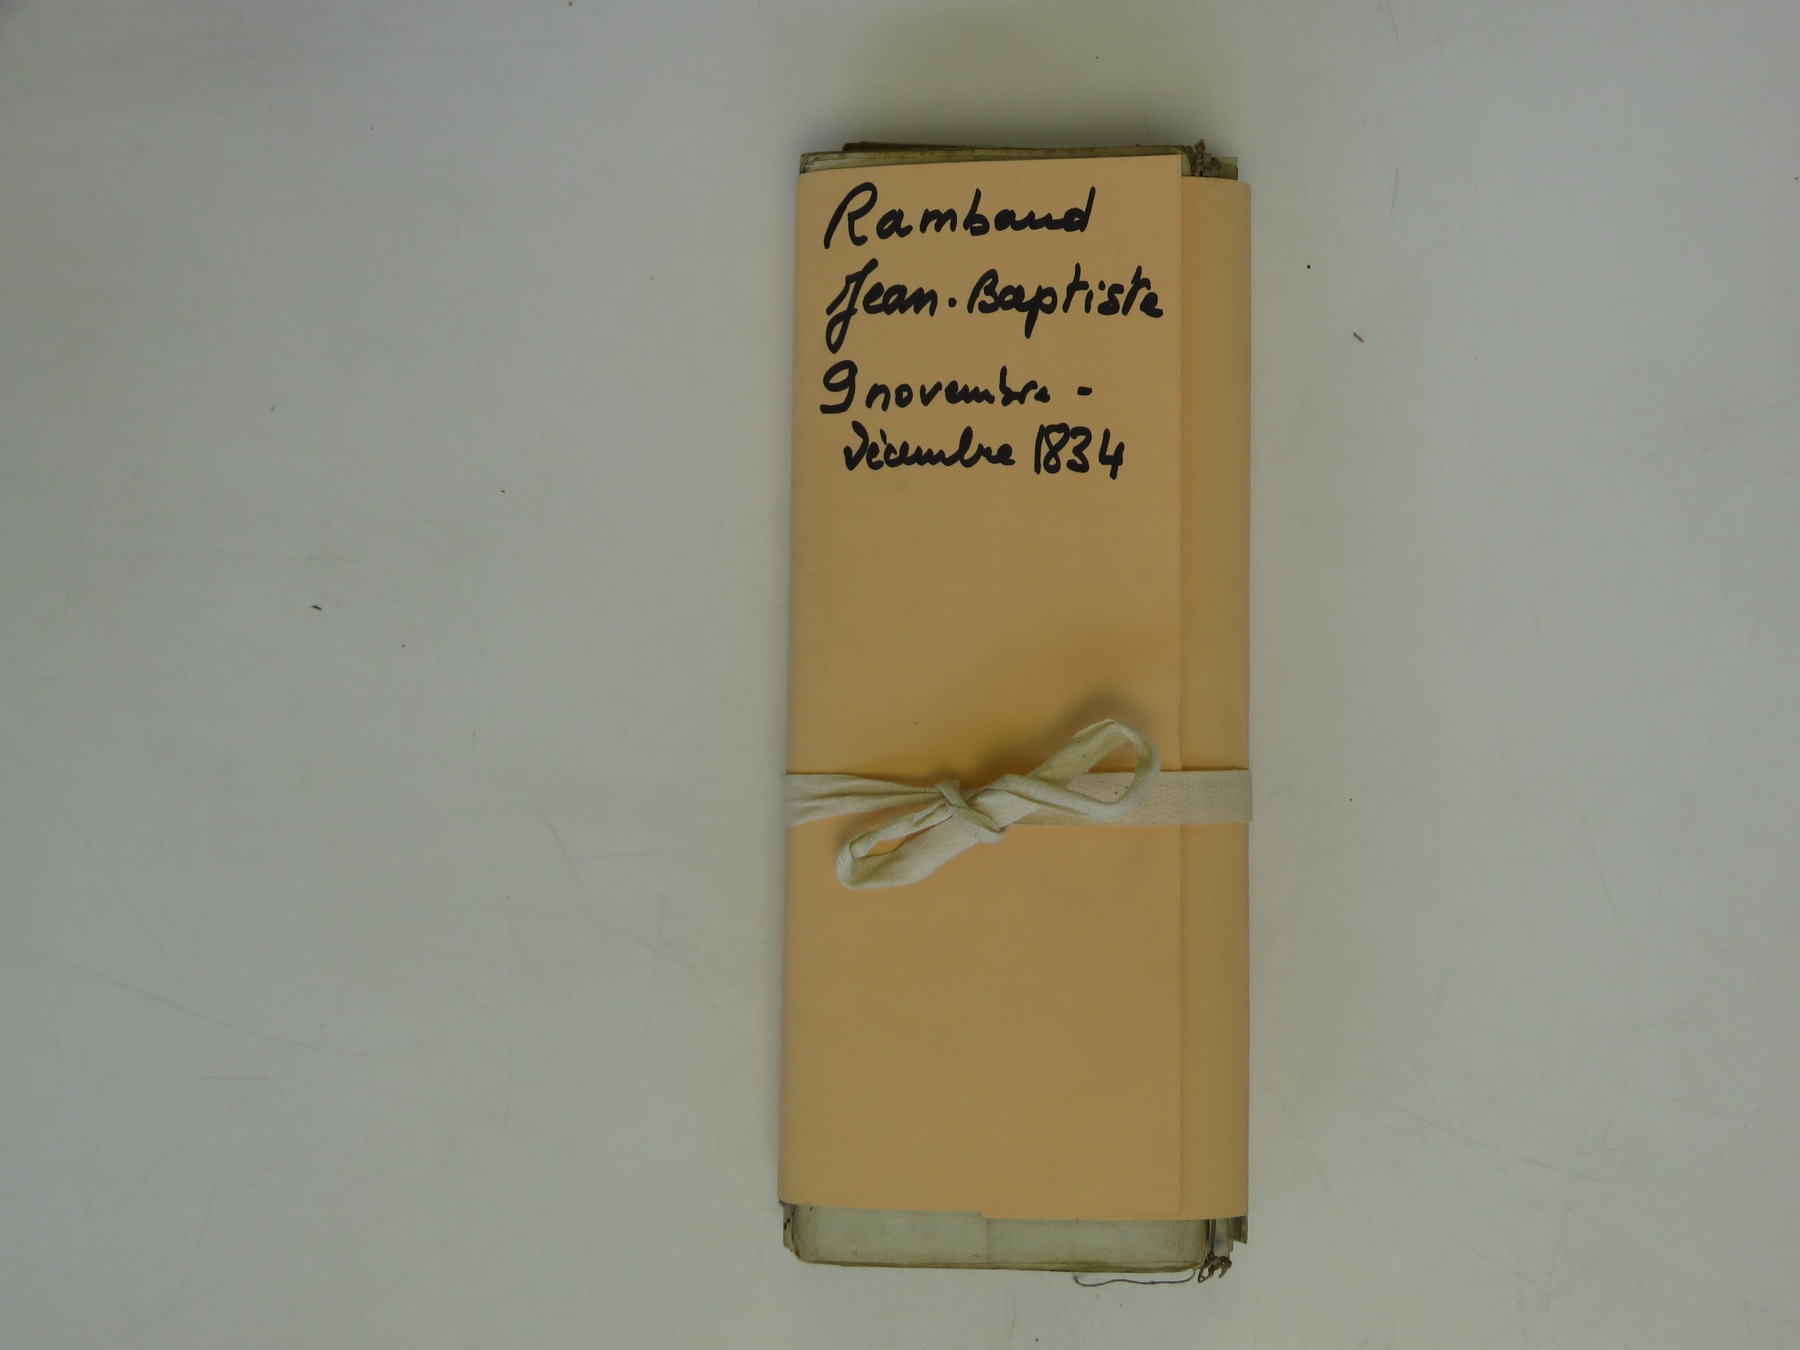 Rambaud
Jean-Baptiste
9 novembre -
décembre 1834